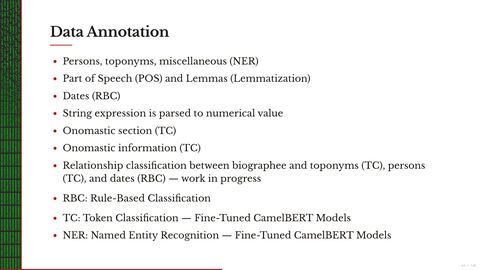 Data Annotation
• Persons, toponyms, miscellaneous (NER)
• Part of Speech (POS) and Lemmas (Lemmatization)
• Dates (RBC)
• String expression is parsed to numerical value
• Onomastic section (TC)
• Onomastic information (TC)
• Relationship classification between biographee and toponyms (TC), persons
(TC), and dates (RBC) — work in progress
• RBC: Rule-Based Classification
• TC: Token Classification — Fine-Tuned CamelBERT Models
• NER: Named Entity Recognition — Fine-Tuned CamelBERT Models